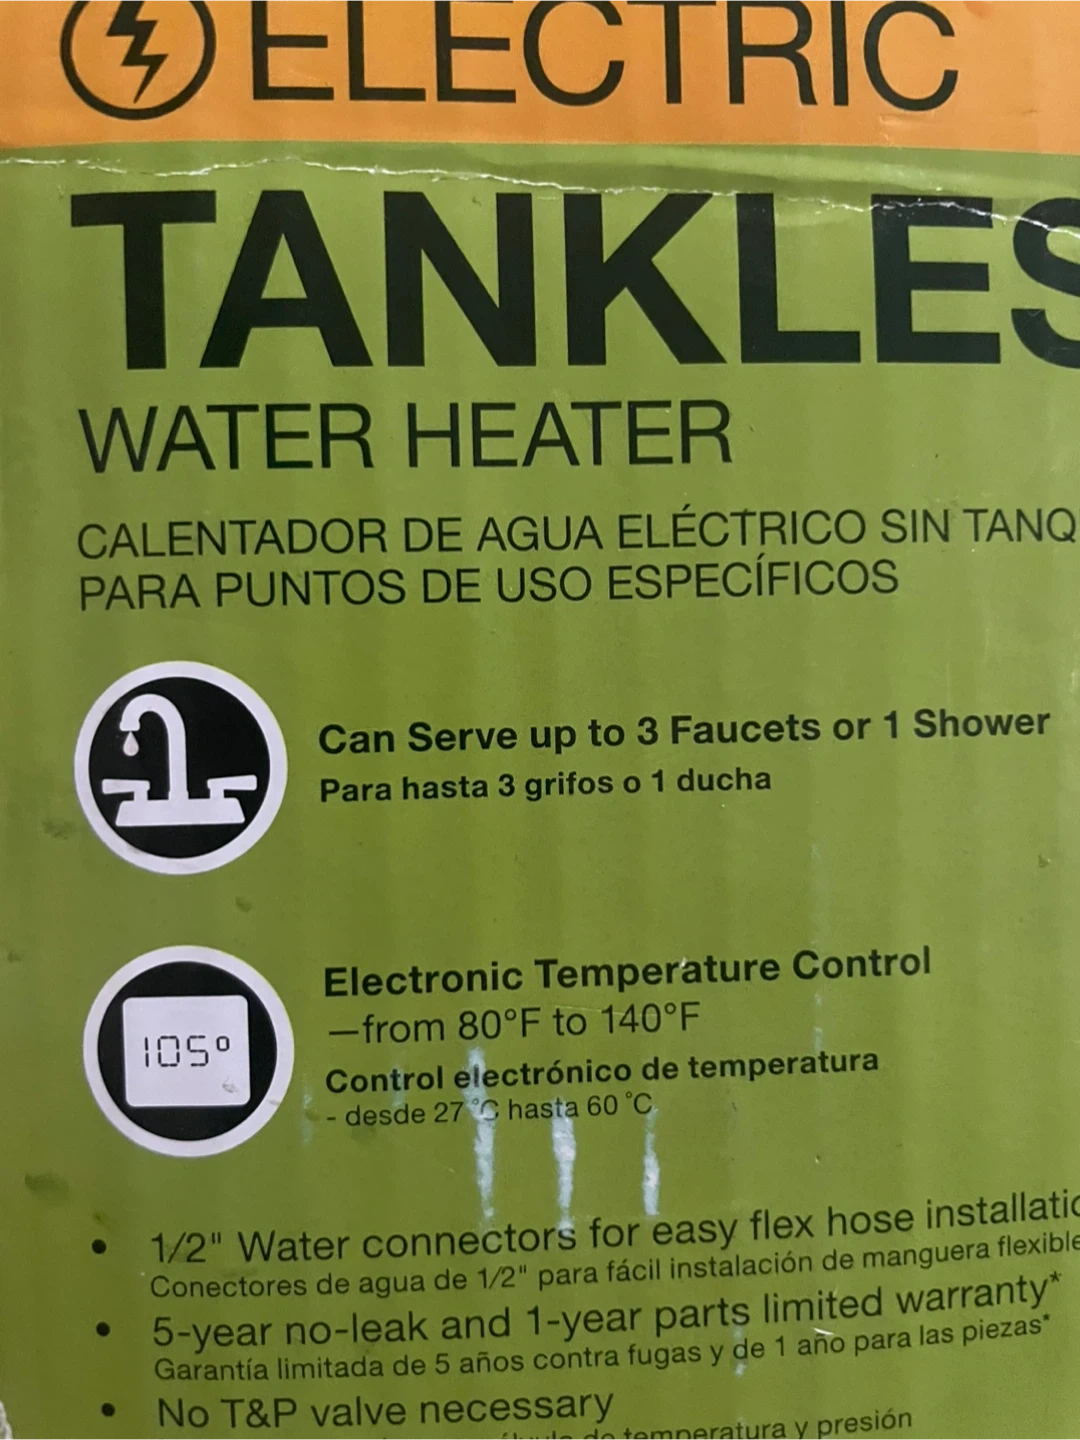 ELECTRIC
TANKLES
WATER HEATER
CALENTADOR DE AGUA ELÉCTRICO SIN TANQ
PARA PUNTOS DE USO ESPECÍFICOS
Can Serve up to 3 Faucets or 1 Shower
Para hasta 3 grifos o 1 ducha
Electronic Temperature Control
—from 80°F to 140°F
105°
Control electrónico de temperatura
- desde 27 °C hasta 60 °C
• 1/2" Water connectors for easy flex hose installatio
Conectores de agua de 1/2" para fácil instalación de manguera flexible
• 5-year no-leak and 1-year parts limited warranty*
Garantía limitada de 5 años contra fugas y de 1 año para las piezas*
• No T&P valve necessary
de temperatura y presión